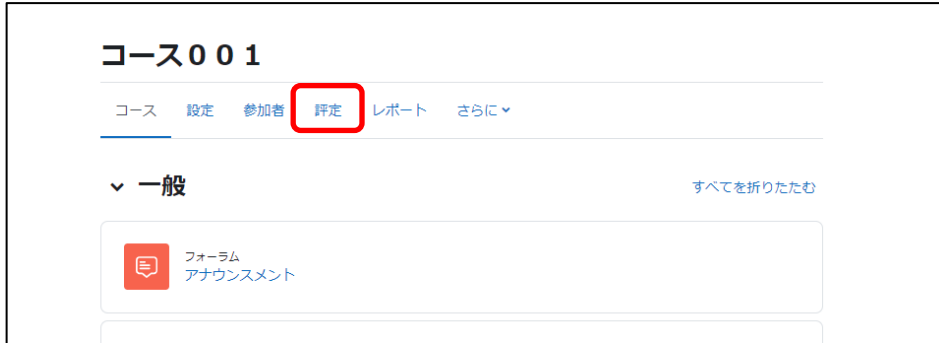 コース００１
コース 設定 参加者 評定 レポート さらに
一般 すべてを折りたたむ
フォーラム
アナウンスメント